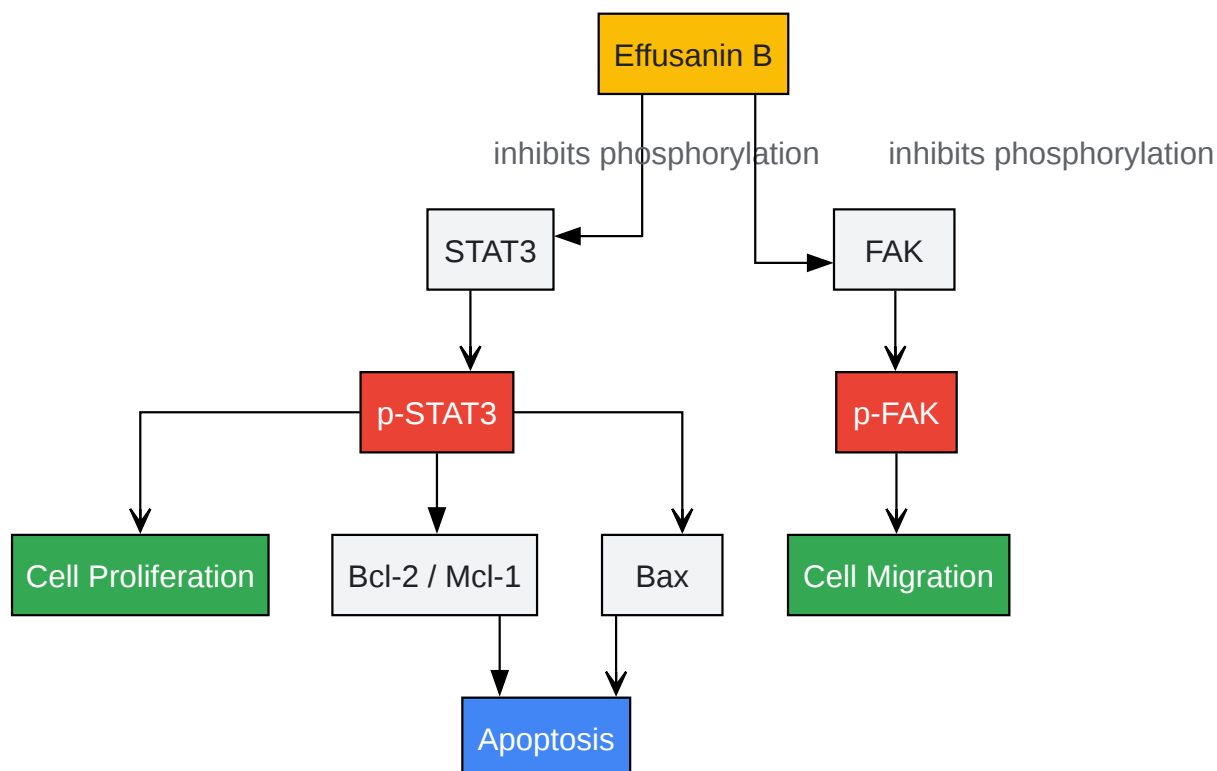 Effusanin B
inhibits phosphorylation
inhibits phosphorylation
STAT3
FAK
p-STAT3
p-FAK
Cell Proliferation
Bcl-2 / Mcl-1
Bax
Cell Migration
Apoptosis